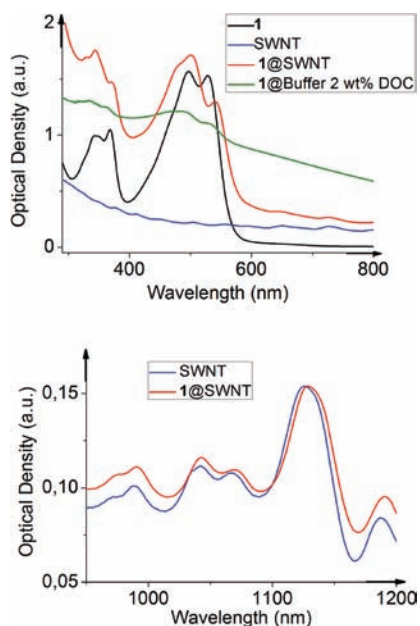 2
1
SWNT
1@SWNT
1@Buffer 2 wt% DOC
Optical Density (a.u.)
1
0
400
600
800
Wavelength (nm)
SWNT
1@SWNT
Optical Density (a.u.)
0,15
0,10
0,05
1000
1100
1200
Wavelength (nm)